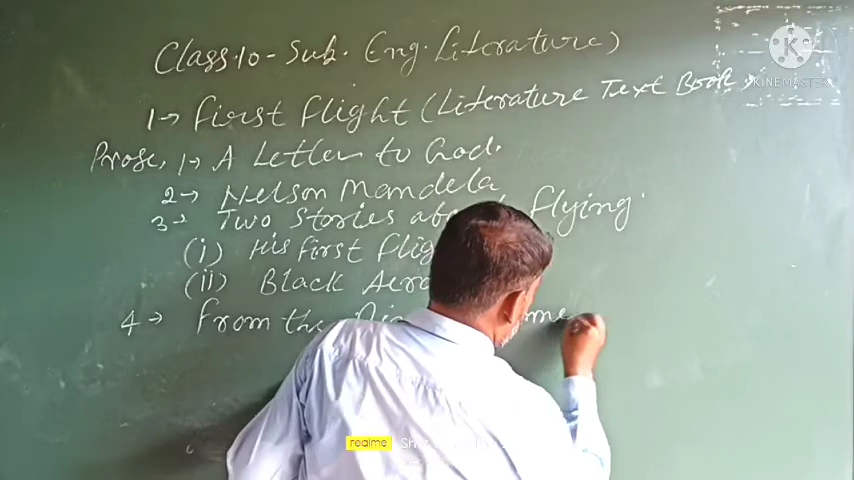 Class.10 - Sub. Eng. Literature)
1→ First flight (Literature Text Book.
Prose, 1→ A Letter to God.
2→ Nelson Mandela
3→ Two Stories Flying.
(i) His first
(ii) Black
4→ From the
KINEMASTER
realme